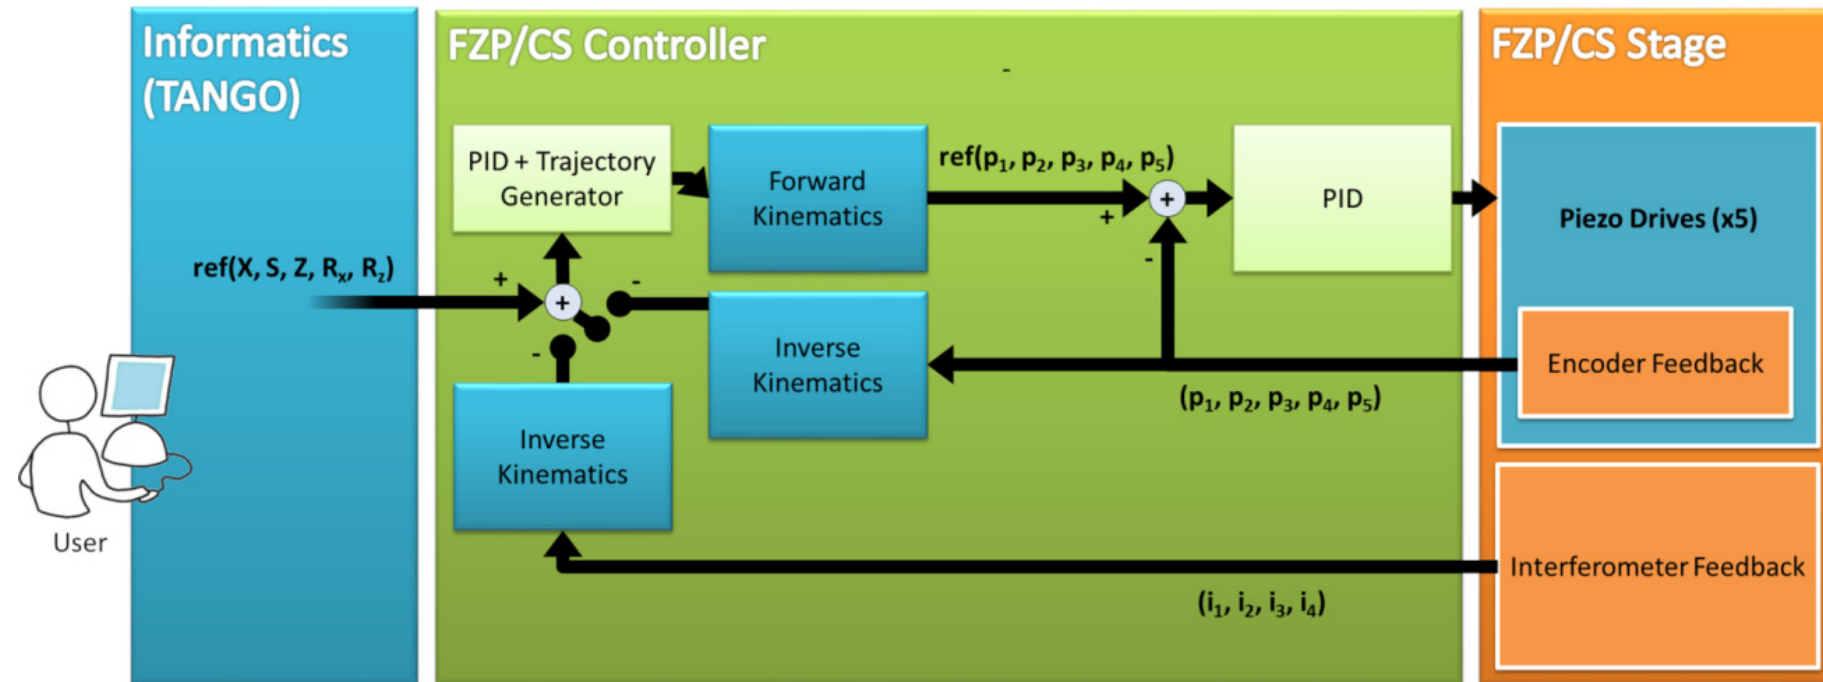 Informatics
(TANGO)
FZP/CS Controller
FZP/CS Stage
-
PID + Trajectory
Generator
Forward
Kinematics
ref(p₁, p₂, p₃, p₄, p₅)
+
+
-
PID
Piezo Drives (x5)
ref(X, S, Z, Rₓ, R_z)
+
+
-
-
Inverse
Kinematics
Encoder Feedback
(p₁, p₂, p₃, p₄, p₅)
Inverse
Kinematics
User
Interferometer Feedback
(i₁, i₂, i₃, i₄)